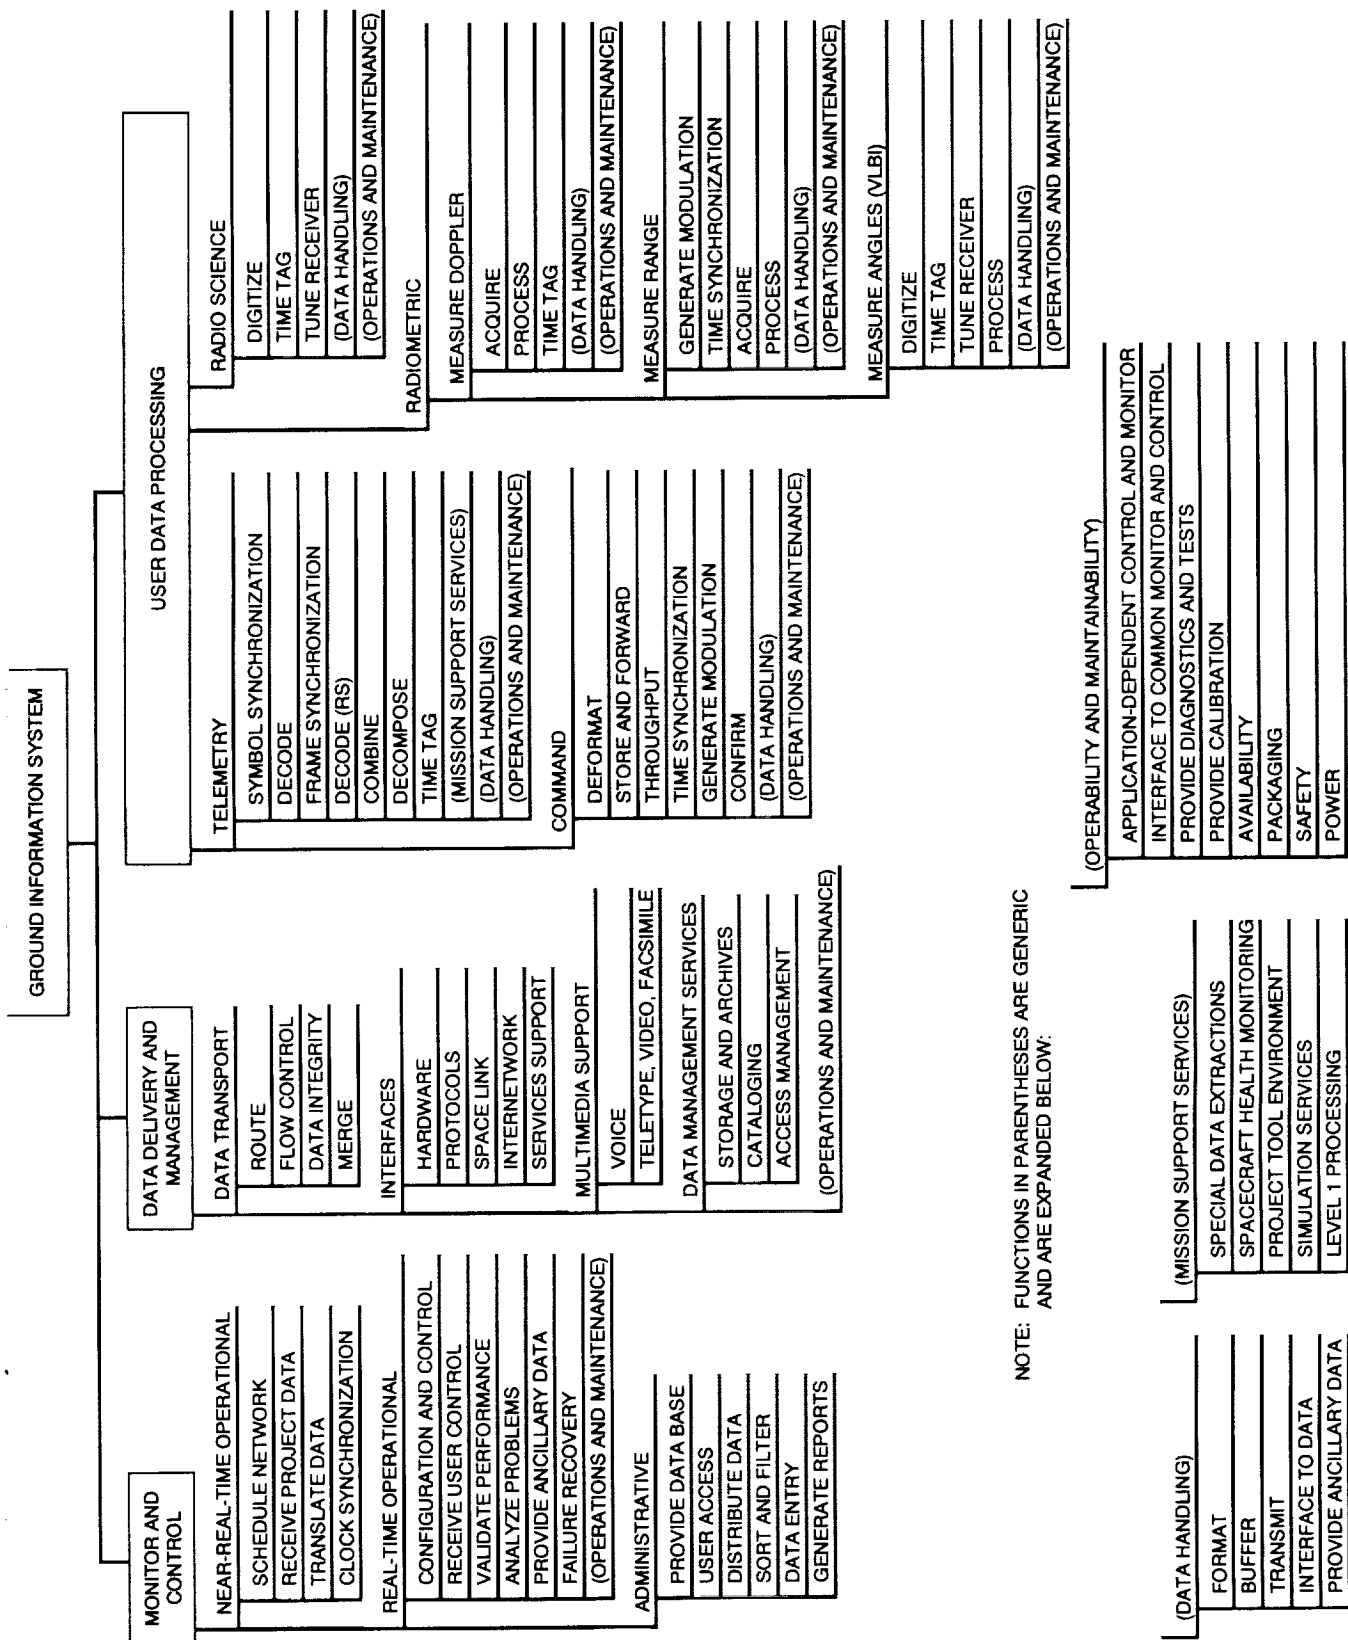 GROUND INFORMATION SYSTEM
MONITOR AND
CONTROL
NEAR-REAL-TIME OPERATIONAL
SCHEDULE NETWORK
RECEIVE PROJECT DATA
TRANSLATE DATA
CLOCK SYNCHRONIZATION
REAL-TIME OPERATIONAL
CONFIGURATION AND CONTROL
RECEIVE USER CONTROL
VALIDATE PERFORMANCE
ANALYZE PROBLEMS
PROVIDE ANCILLARY DATA
FAILURE RECOVERY
(OPERATIONS AND MAINTENANCE)
ADMINISTRATIVE
PROVIDE DATA BASE
USER ACCESS
DISTRIBUTE DATA
SORT AND FILTER
DATA ENTRY
GENERATE REPORTS
DATA DELIVERY AND
MANAGEMENT
DATA TRANSPORT
ROUTE
FLOW CONTROL
DATA INTEGRITY
MERGE
INTERFACES
HARDWARE
PROTOCOLS
SPACE LINK
INTERNETWORK
SERVICES SUPPORT
MULTIMEDIA SUPPORT
VOICE
TELETYPE, VIDEO, FACSIMILE
DATA MANAGEMENT SERVICES
STORAGE AND ARCHIVES
CATALOGING
ACCESS MANAGEMENT
(OPERATIONS AND MAINTENANCE)
USER DATA PROCESSING
TELEMETRY
SYMBOL SYNCHRONIZATION
DECODE
FRAME SYNCHRONIZATION
DECODE (RS)
COMBINE
DECOMPOSE
TIME TAG
(MISSION SUPPORT SERVICES)
(DATA HANDLING)
(OPERATIONS AND MAINTENANCE)
COMMAND
DEFORMAT
STORE AND FORWARD
THROUGHPUT
TIME SYNCHRONIZATION
GENERATE MODULATION
CONFIRM
(DATA HANDLING)
(OPERATIONS AND MAINTENANCE)
RADIO SCIENCE
DIGITIZE
TIME TAG
TUNE RECEIVER
(DATA HANDLING)
(OPERATIONS AND MAINTENANCE)
RADIOMETRIC
MEASURE DOPPLER
ACQUIRE
PROCESS
TIME TAG
(DATA HANDLING)
(OPERATIONS AND MAINTENANCE)
MEASURE RANGE
GENERATE MODULATION
TIME SYNCHRONIZATION
ACQUIRE
PROCESS
(DATA HANDLING)
(OPERATIONS AND MAINTENANCE)
MEASURE ANGLES (VLBI)
DIGITIZE
TIME TAG
TUNE RECEIVER
PROCESS
(DATA HANDLING)
(OPERATIONS AND MAINTENANCE)
NOTE: FUNCTIONS IN PARENTHESES ARE GENERIC
AND ARE EXPANDED BELOW:
(DATA HANDLING)
FORMAT
BUFFER
TRANSMIT
INTERFACE TO DATA
PROVIDE ANCILLARY DATA
(MISSION SUPPORT SERVICES)
SPECIAL DATA EXTRACTIONS
SPACECRAFT HEALTH MONITORING
PROJECT TOOL ENVIRONMENT
SIMULATION SERVICES
LEVEL 1 PROCESSING
(OPERABILITY AND MAINTAINABILITY)
APPLICATION-DEPENDENT CONTROL AND MONITOR
INTERFACE TO COMMON MONITOR AND CONTROL
PROVIDE DIAGNOSTICS AND TESTS
PROVIDE CALIBRATION
AVAILABILITY
PACKAGING
SAFETY
POWER